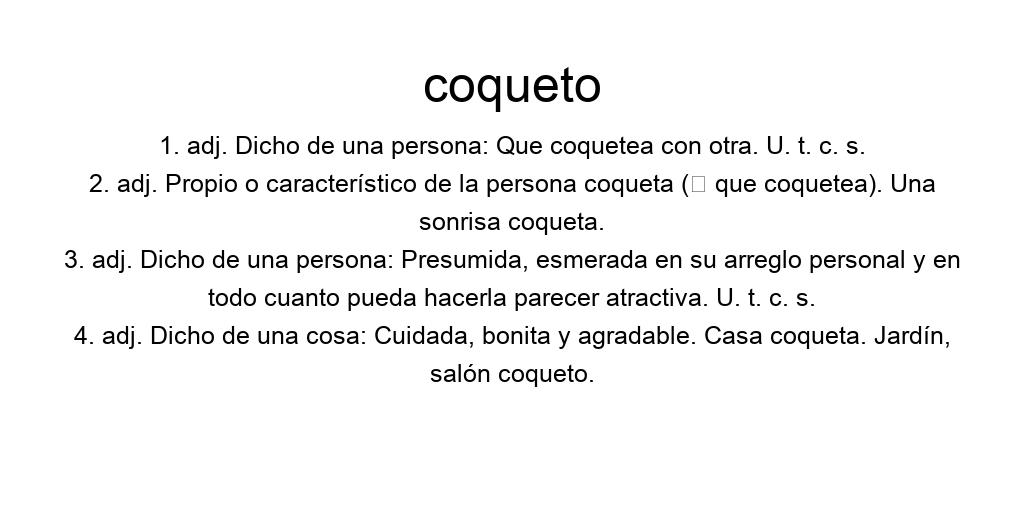 coqueto
1. adj. Dicho de una persona: Que coquetea con otra. U. t. c. s.
2. adj. Propio o característico de la persona coqueta (□ que coquetea). Una
sonrisa coqueta.
3. adj. Dicho de una persona: Presumida, esmerada en su arreglo personal y en
todo cuanto pueda hacerla parecer atractiva. U. t. c. s.
4. adj. Dicho de una cosa: Cuidada, bonita y agradable. Casa coqueta. Jardín,
salón coqueto.